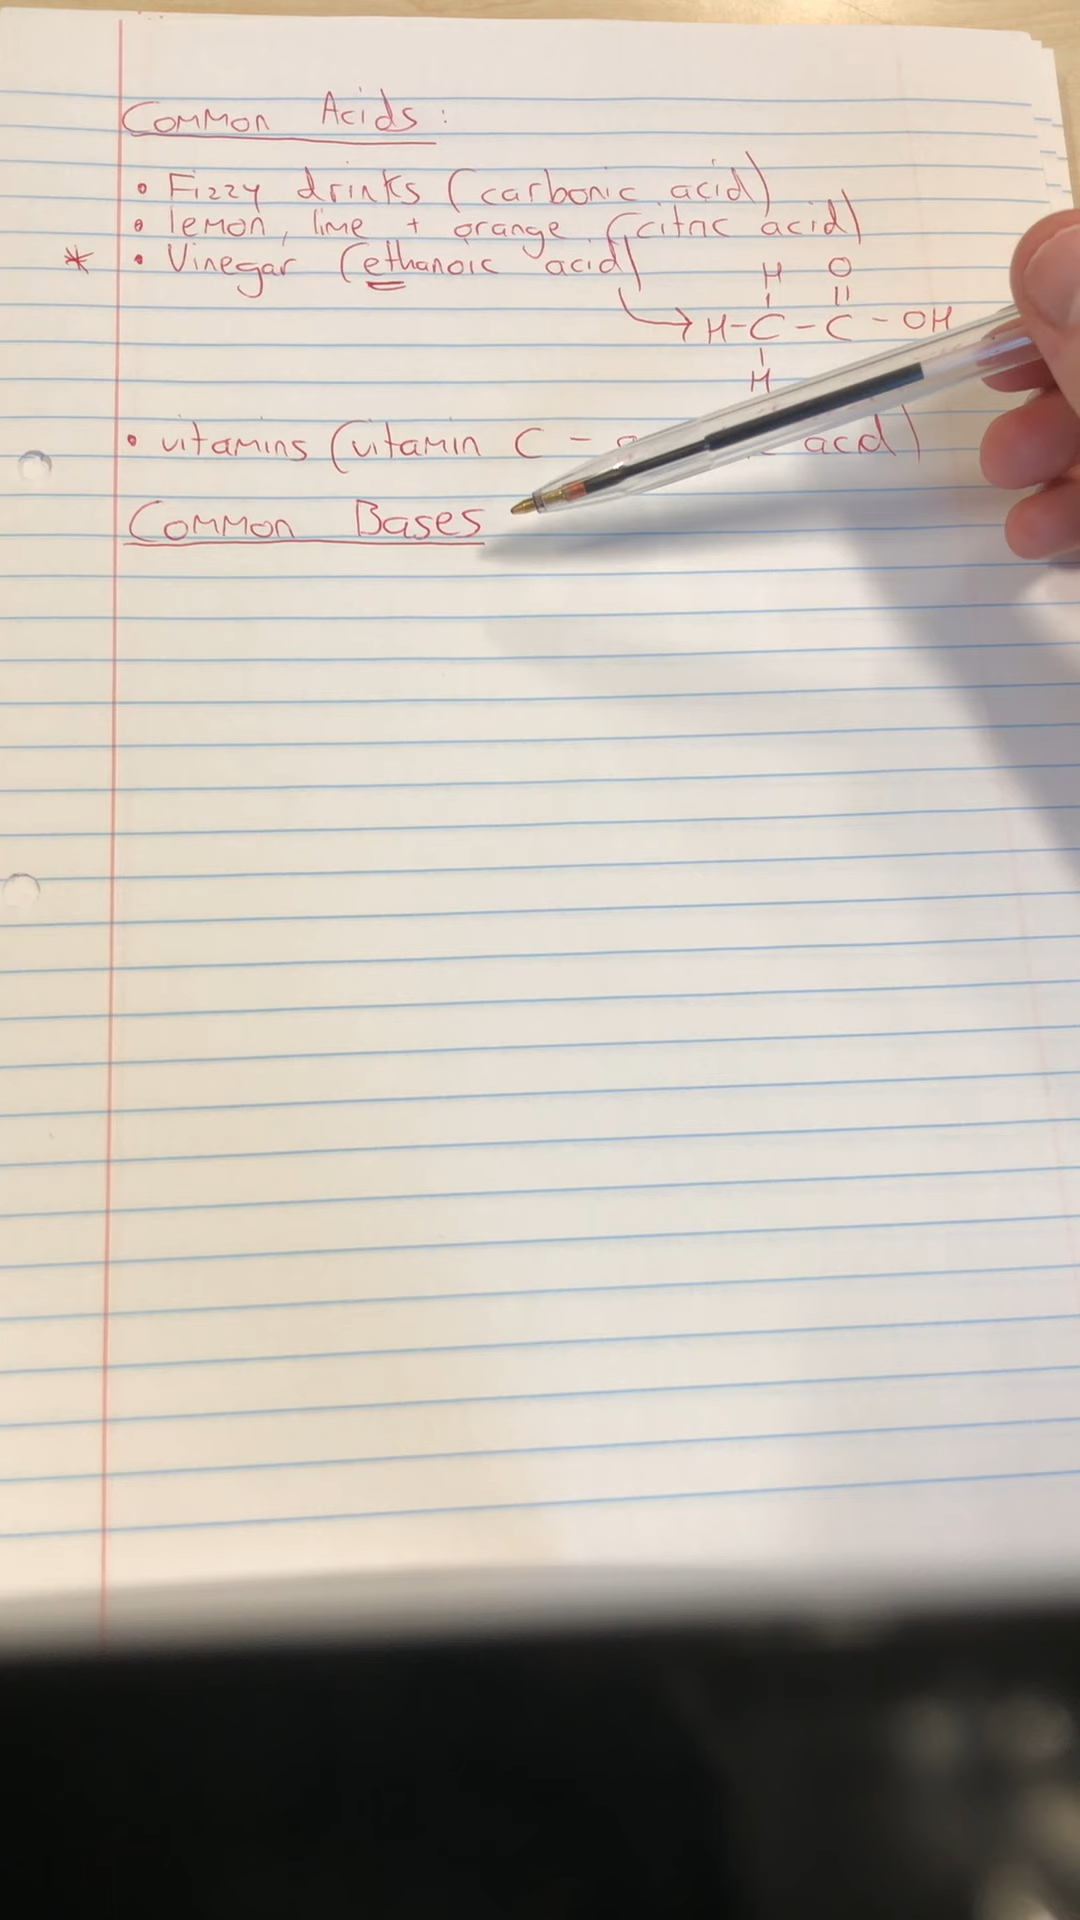 Common Acids:
• Fizzy drinks (carbonic acid)
• lemon, lime + orange (citric acid)
* • Vinegar (ethanoic acid)
H O
H-C-C-OH
H
• vitamins (vitamin C - acid)
Common Bases